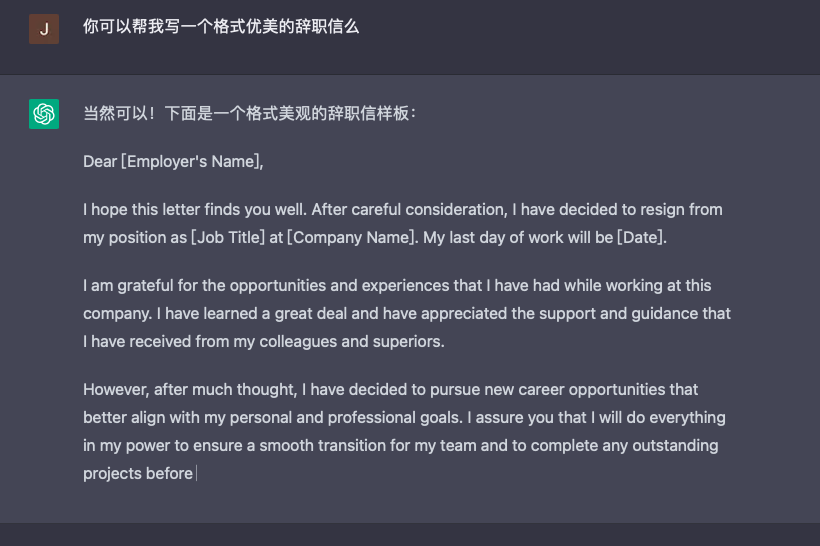 J
你可以帮我写一个格式优美的辞职信么
当然可以！下面是一个格式美观的辞职信样板：
Dear [Employer's Name],
I hope this letter finds you well. After careful consideration, I have decided to resign from
my position as [Job Title] at [Company Name]. My last day of work will be [Date].
I am grateful for the opportunities and experiences that I have had while working at this
company. I have learned a great deal and have appreciated the support and guidance that
I have received from my colleagues and superiors.
However, after much thought, I have decided to pursue new career opportunities that
better align with my personal and professional goals. I assure you that I will do everything
in my power to ensure a smooth transition for my team and to complete any outstanding
projects before